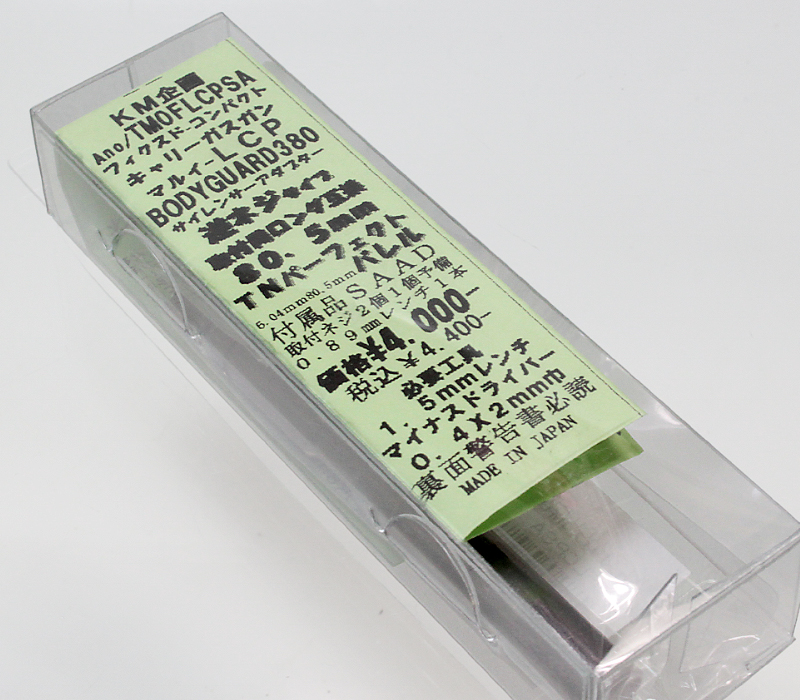 KM企画
Ano/TMOFLCPSA
フィクスドーコンパクト
キャリーガスガン
マルイーLCP
BODYGUARD380
サイレンサーアダプター
逆ネジタイプ
取付用ロング互換
80.5mm
TNパーフェクトバレル
5.04mm80.5mm
付属品SAAD
取付ネジ2個1個予備
0.89mmレンチ1本
価格¥4,000-
税込¥4,400-
必要工具
1.5mmレンチ
マイナスドライバー
0.4X2mm巾
裏面警告書必読
MADE IN JAPAN